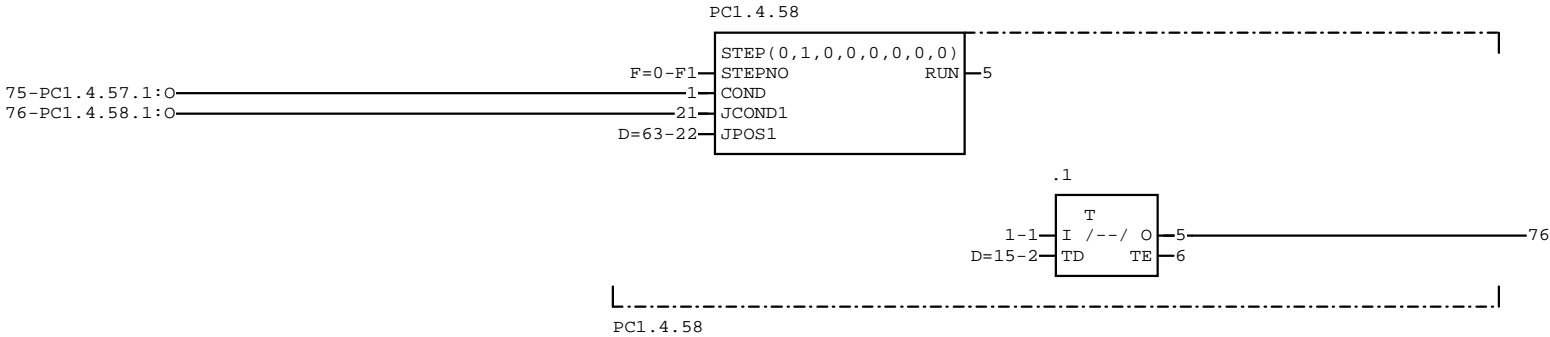 PC1.4.58
STEP(0,1,0,0,0,0,0,0)
F=0-F1 STEPNO RUN 5
75-PC1.4.57.1:O 1 COND
76-PC1.4.58.1:O 21 JCOND1
D=63-22 JPOS1
.1
T
1-1 I /--/ O 5 76
D=15-2 TD TE 6
PC1.4.58